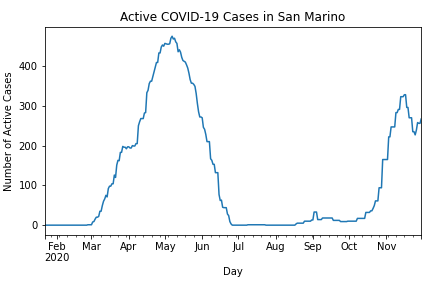 Active COVID-19 Cases in San Marino
Number of Active Cases
400
300
200
100
0
Feb Mar Apr May Jun Jul Aug Sep Oct Nov
2020
Day